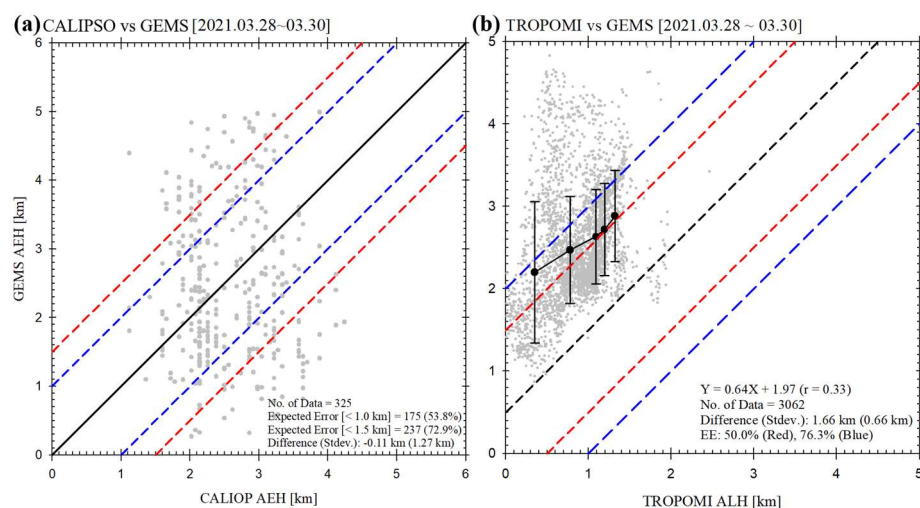 (a) CALIPSO vs GEMS [2021.03.28~03.30]
6
5
4
3
2
1
0
GEMS AEH [km]
No. of Data = 325
Expected Error [< 1.0 km] = 175 (53.8%)
Expected Error [< 1.5 km] = 237 (72.9%)
Difference (Stdev.): -0.11 km (1.27 km)
0 1 2 3 4 5 6
CALIOP AEH [km]
(b) TROPOMI vs GEMS [2021.03.28 ~ 03.30]
5
4
3
2
1
0
Y = 0.64X + 1.97 (r = 0.33)
No. of Data = 3062
Difference (Stdev.): 1.66 km (0.66 km)
EE: 50.0% (Red), 76.3% (Blue)
0 1 2 3 4 5
TROPOMI ALH [km]